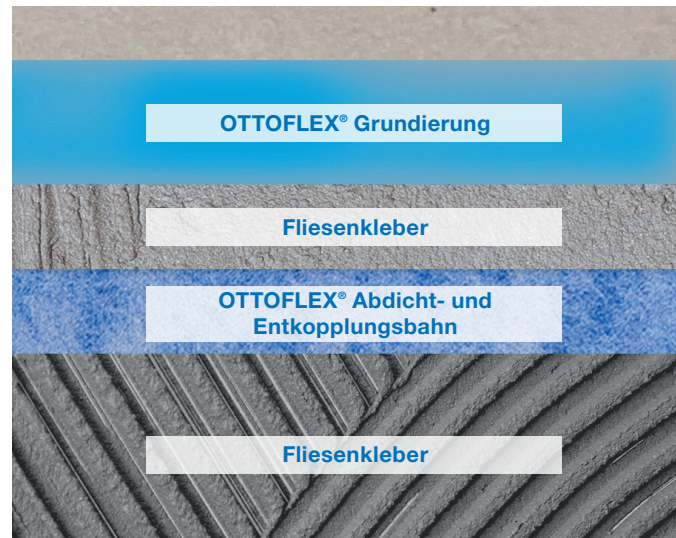 OTTOFLEX® Grundierung
Fliesenkleber
OTTOFLEX® Abdicht- und
Entkopplungsbahn
Fliesenkleber